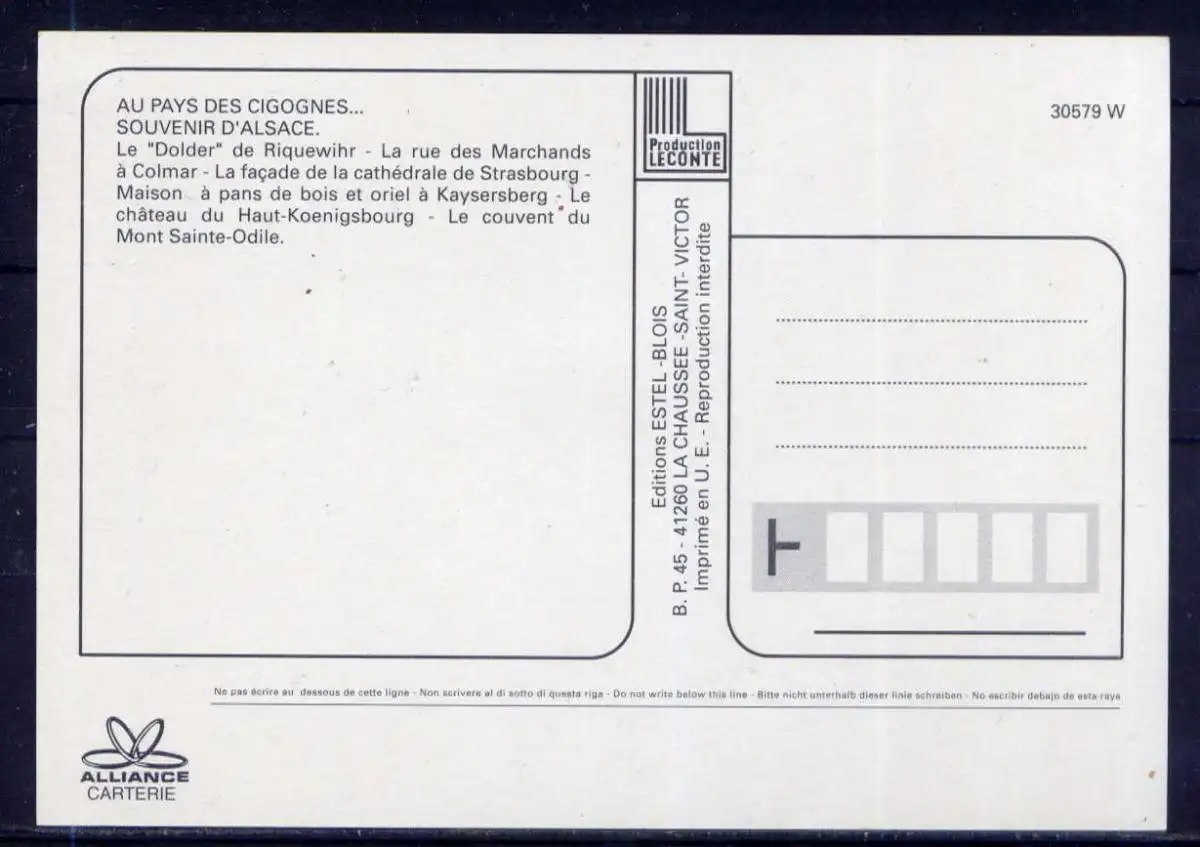 AU PAYS DES CIGOGNES...
SOUVENIR D'ALSACE.
Le "Dolder" de Riquewihr - La rue des Marchands
à Colmar - La façade de la cathédrale de Strasbourg -
Maison à pans de bois et oriel à Kaysersberg - Le
château du Haut-Koenigsbourg - Le couvent du
Mont Sainte-Odile.
Production
LECONTE
30579 W
Editions ESTEL -BLOIS
B. P. 45 - 41260 LA CHAUSSEE -SAINT- VICTOR
Imprimé en U. E. - Reproduction interdite
Ne pas écrire au dessous de cette ligne - Non scrivere al di sotto di questa riga - Do not write below this line - Bitte nicht unterhalb dieser linie schreiben - No escribir debajo de esta raya
ALLIANCE
CARTERIE